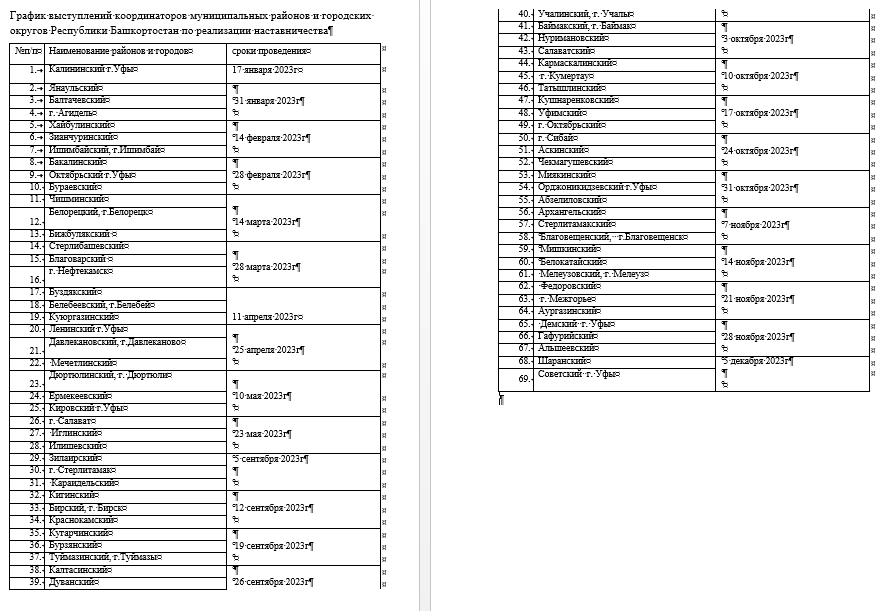 График выступлений координаторов муниципальных районов и городских
округов Республики Башкортостан по реализации наставничества
№п/п Наименование районов и городов сроки проведения
1. Калининский г.Уфы 17 января 2023г
2. Янаульский
3. Балтачевский 31 января 2023г
4. г. Агидель
5. Хайбулинский
6. Зианчуринский 14 февраля 2023г
7. Ишимбайский, г.Ишимбай
8. Бакалинский
9. Октябрьский г.Уфы 28 февраля 2023г
10. Бураевский
11. Чишминский
12. Белорецкий, г.Белорецк 14 марта 2023г
13. Бижбулякский
14. Стерлибашевский
15. Благоварский 28 марта 2023г
16. г. Нефтекамск
17. Буздякский
18. Белебеевский, г.Белебей
19. Куюргазинский 11 апреля 2023г
20. Ленинский г.Уфы
21. Давлекановский, г.Давлеканово 25 апреля 2023г
22. Мечетлинский
23. Дюртюлинский, г. Дюртюли
24. Ермекеевский 10 мая 2023г
25. Кировский г.Уфы
26. г. Салават
27. Иглинский 23 мая 2023г
28. Илишевский
29. Зилаирский 5 сентября 2023г
30. г. Стерлитамак
31. Караидельский
32. Кигинский
33. Бирский, г. Бирск 12 сентября 2023г
34. Краснокамский
35. Кугарчинский
36. Бурзянский 19 сентября 2023г
37. Туймазинский, г.Туймазы
38. Калтасинский
39. Дуванский 26 сентября 2023г
40. Учалинский, г. Учалы
41. Баймакский, г. Баймак
42. Нуримановский 3 октября 2023г
43. Салаватский
44. Кармаскалинский
45. г. Кумертау 10 октября 2023г
46. Татышлинский
47. Кушнаренковский
48. Уфимский 17 октября 2023г
49. г. Октябрьский
50. г. Сибай
51. Аскинский 24 октября 2023г
52. Чекмагушевский
53. Миякинский
54. Орджоникидзевский г.Уфы 31 октября 2023г
55. Абзелиловский
56. Архангельский
57. Стерлитамакский 7 ноября 2023г
58. Благовещенский, г.Благовещенск
59. Мишкинский
60. Белокатайский 14 ноября 2023г
61. Мелеузовский, г. Мелеуз
62. Федоровский
63. г. Межгорье 21 ноября 2023г
64. Аургазинский
65. Демский г. Уфы
66. Гафурийский 28 ноября 2023г
67. Альшеевский
68. Шаранский 5 декабря 2023г
69. Советский г. Уфы